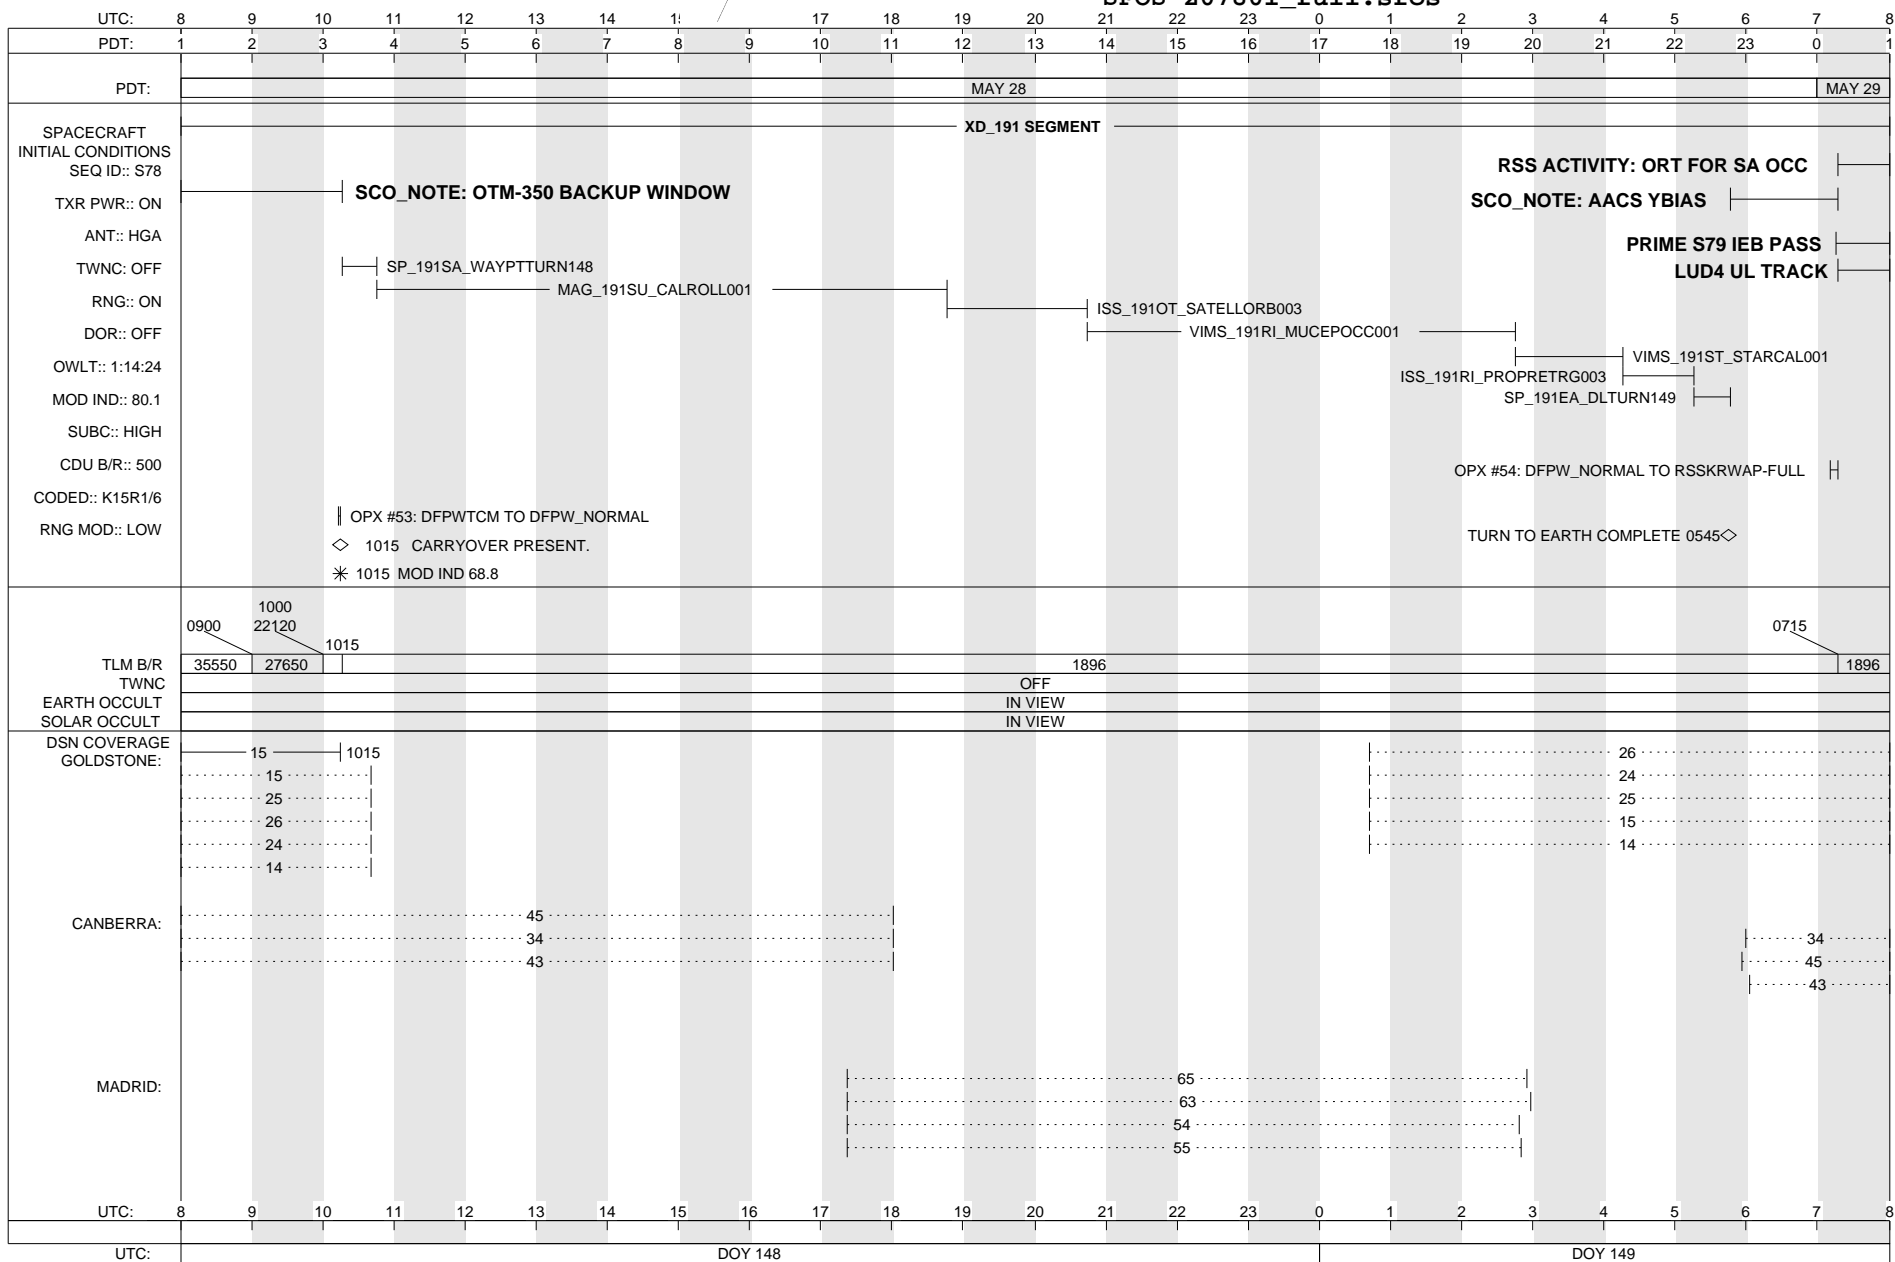 UTC: 8 9 10 11 12 13 14 17 18 19 20 21 22 23 0 1 2 3 4 5 6 7 8
PDT: 1 2 3 4 5 6 7 8 9 10 11 12 13 14 15 16 17 18 19 20 21 22 23 0 1
PDT: MAY 28 MAY 29
XD_191 SEGMENT
SPACECRAFT
INITIAL CONDITIONS
SEQ ID:: S78
TXR PWR:: ON
ANT:: HGA
TWNC: OFF
RNG:: ON
DOR:: OFF
OWLT:: 1:14:24
MOD IND:: 80.1
SUBC:: HIGH
CDU B/R:: 500
CODED:: K15R1/6
RNG MOD:: LOW
RSS ACTIVITY: ORT FOR SA OCC
SCO_NOTE: OTM-350 BACKUP WINDOW
SCO_NOTE: AACS YBIAS
PRIME S79 IEB PASS
SP_191SA_WAYPTTURN148
LUD4 UL TRACK
MAG_191SU_CALROLL001
ISS_191OT_SATELLORB003
VIMS_191RI_MUCEPOCC001
VIMS_191ST_STARCAL001
ISS_191RI_PROPRETRG003
SP_191EA_DLTURN149
OPX #54: DFPW_NORMAL TO RSSKRWAP-FULL
OPX #53: DFPWTCM TO DFPW_NORMAL
TURN TO EARTH COMPLETE 0545
1015 CARRYOVER PRESENT.
1015 MOD IND 68.8
1000
0900 22120 0715
1015
TLM B/R 35550 27650 1896 1896
TWNC OFF
EARTH OCCULT IN VIEW
SOLAR OCCULT IN VIEW
DSN COVERAGE
GOLDSTONE: 15 1015 26
15 24
25 25
26 15
24 14
14
CANBERRA: 45
34 34
43 45
43
MADRID: 65
63
54
55
UTC: 8 9 10 11 12 13 14 15 16 17 18 19 20 21 22 23 0 1 2 3 4 5 6 7 8
UTC: DOY 148 DOY 149